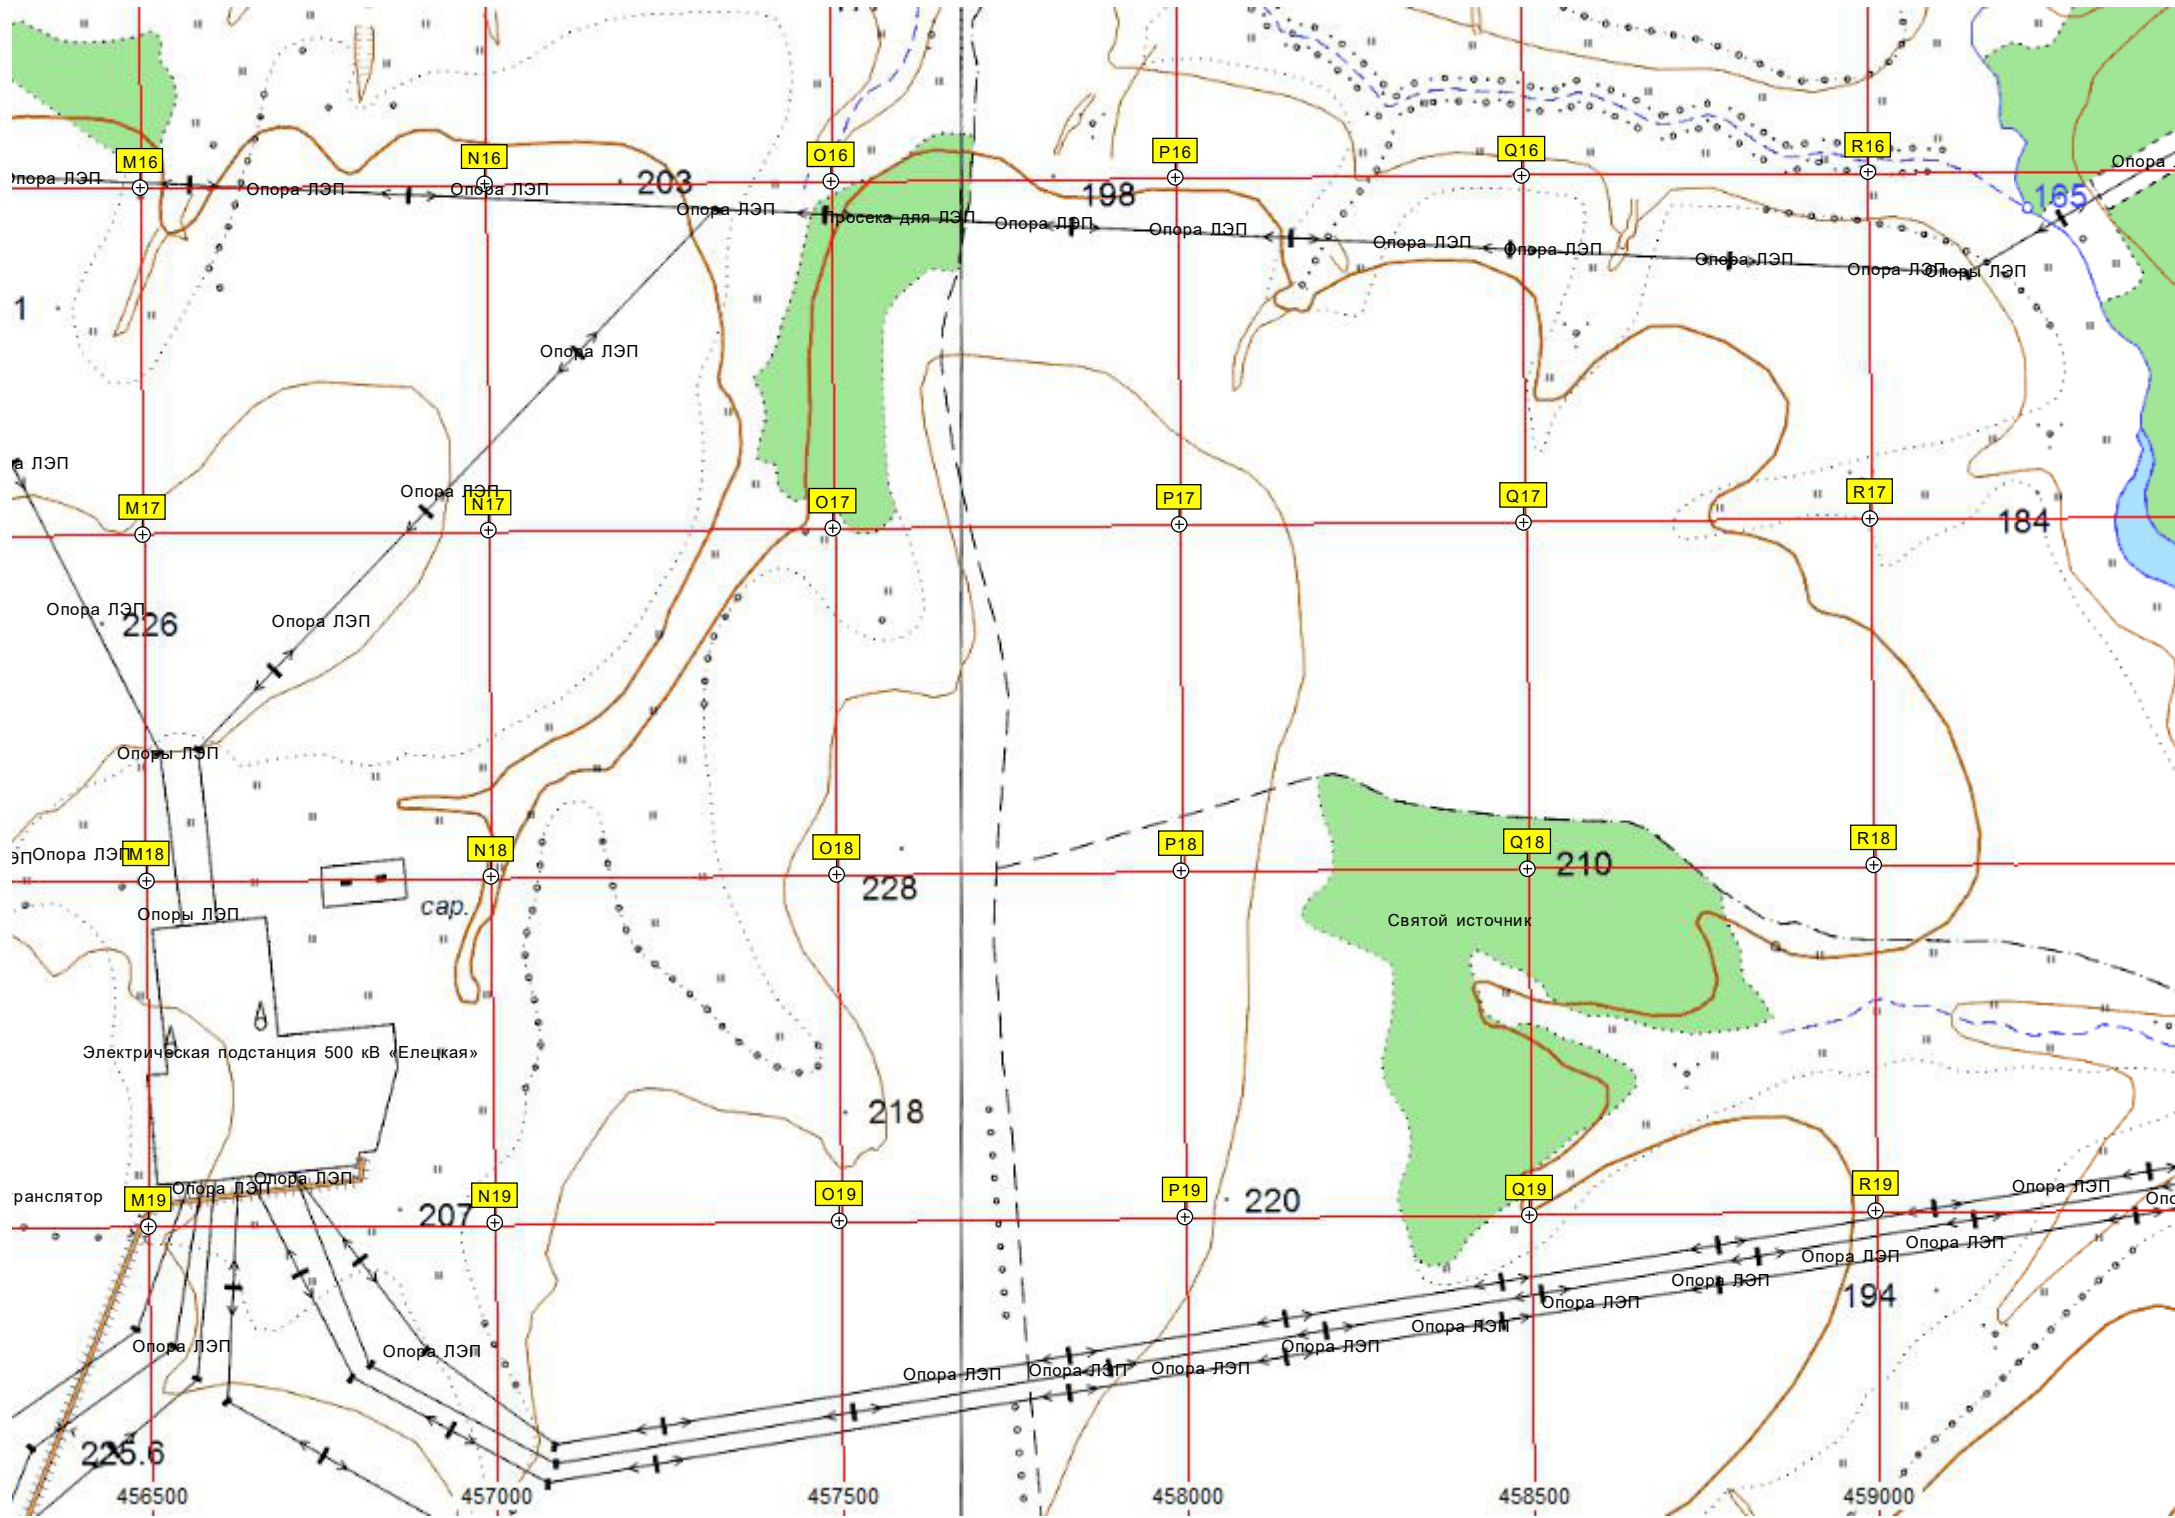 M16
N16
O16
P16
Q16
R16
Опора ЛЭП
Опора ЛЭП
Опора ЛЭП
203
198
165
Опора ЛЭП
Просека для ЛЭП
Опора ЛЭП
Опора ЛЭП
Опора ЛЭП
Опора ЛЭП
Опора ЛЭП
Опора ЛЭП
Опоры ЛЭП
1
Опора ЛЭП
ЛЭП
Опора ЛЭП
M17
N17
O17
P17
Q17
R17
184
Опора ЛЭП
226
Опора ЛЭП
Опоры ЛЭП
Опора ЛЭП
M18
N18
O18
P18
Q18
R18
228
210
сар.
Опоры ЛЭП
Святой источник
Электрическая подстанция 500 кВ «Елецкая»
218
Опора ЛЭП
Опора ЛЭП
ранслятор
M19
N19
O19
P19
Q19
R19
207
220
Опора ЛЭП
Опора ЛЭП
Опора ЛЭП
Опора ЛЭП
194
Опора ЛЭП
Опора ЛЭП
Опора ЛЭП
Опора ЛЭП
Опора ЛЭП
Опора ЛЭП
Опора ЛЭП
Опора ЛЭП
225.6
456500
457000
457500
458000
458500
459000